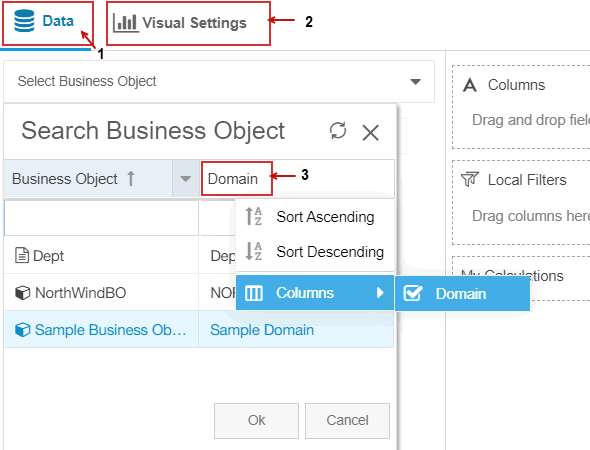 Data
Visual Settings
2
1
Select Business Object
Columns
Search Business Object
Drag and drop fiel
Business Object
Domain
3
Local Filters
Sort Ascending
Drag columns here
Sort Descending
Dept
Dep
My Calculations
NorthWindBO
NOR
Columns
Domain
Sample Business Ob...
Sample Domain
Ok
Cancel